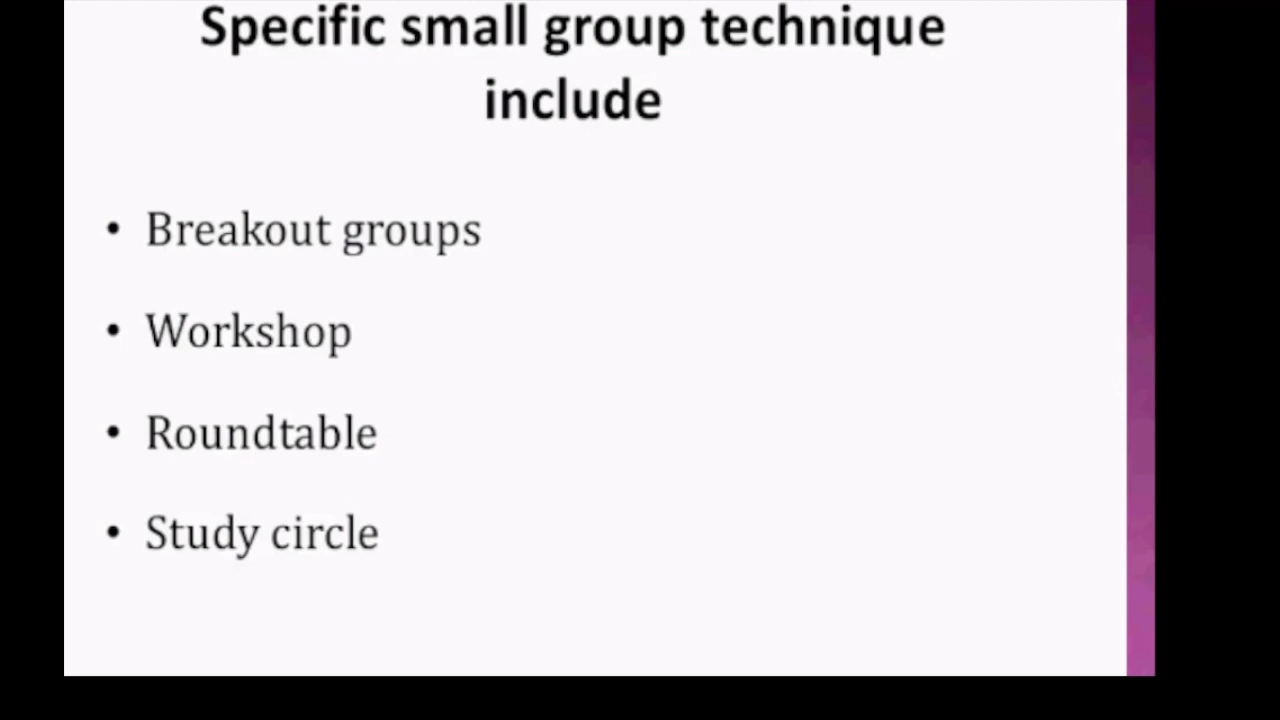 Specific small group technique
include
• Breakout groups
• Workshop
• Roundtable
• Study circle